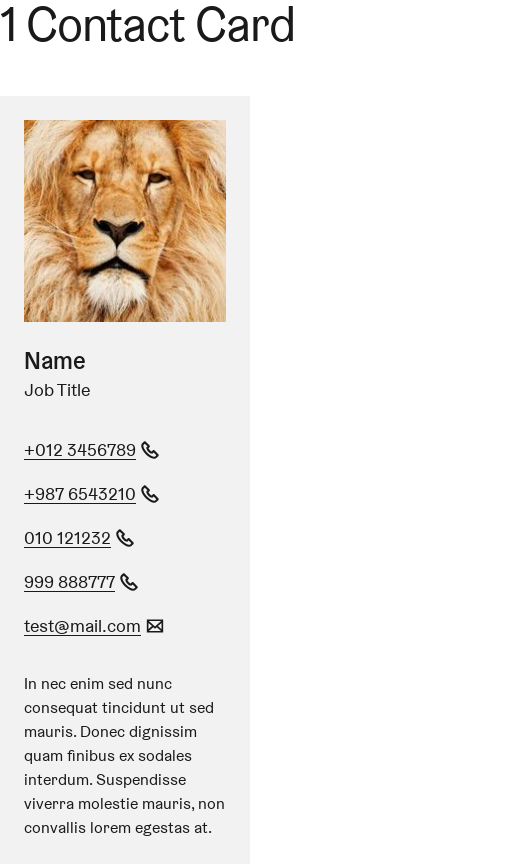 1 Contact Card
Name
Job Title
+012 3456789
+987 6543210
010 121232
999 888777
test@mail.com
In nec enim sed nunc
consequat tincidunt ut sed
mauris. Donec dignissim
quam finibus ex sodales
interdum. Suspendisse
viverra molestie mauris, non
convallis lorem egestas at.